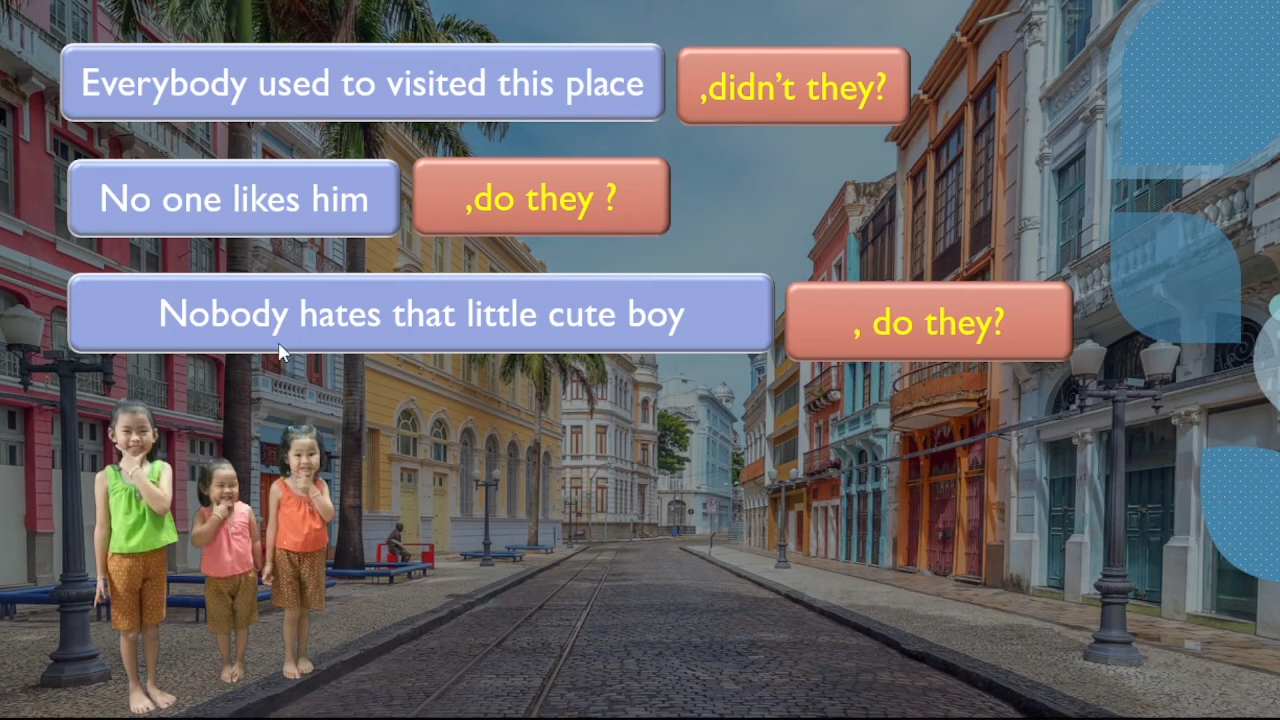 Everybody used to visited this place ,didn’t they?
No one likes him ,do they ?
Nobody hates that little cute boy , do they?